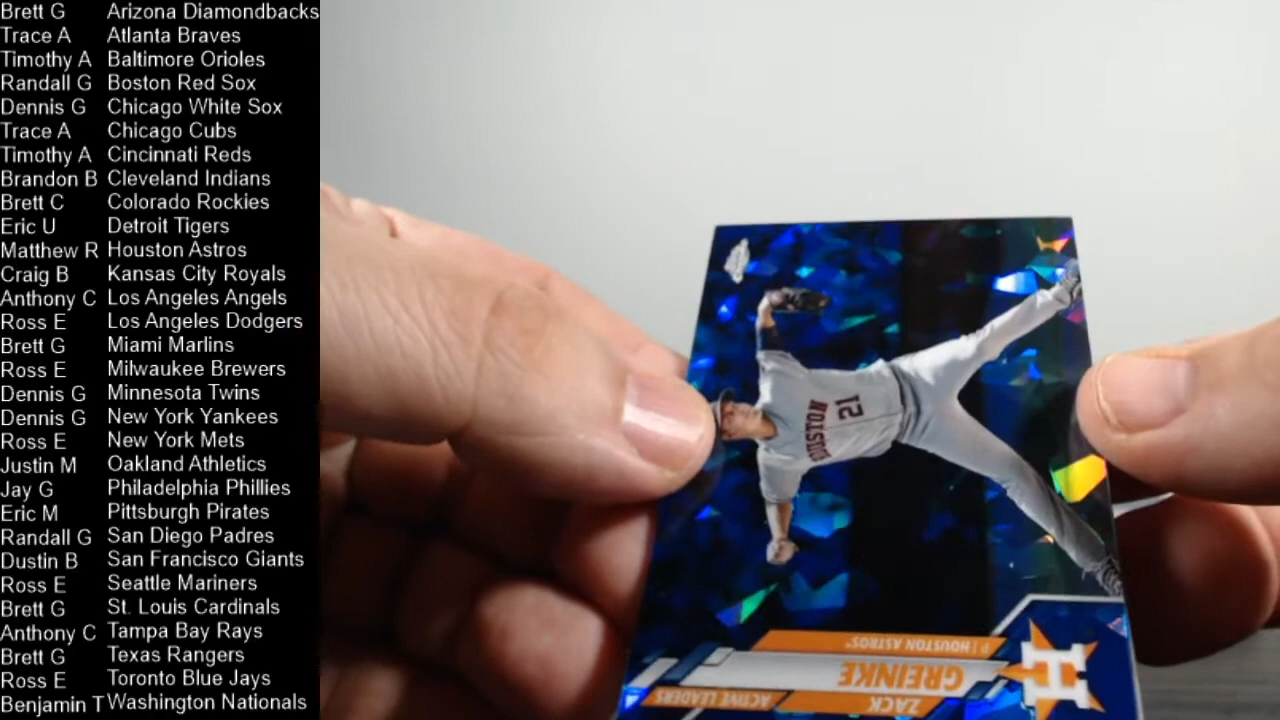 Brett G Arizona Diamondbacks
Trace A Atlanta Braves
Timothy A Baltimore Orioles
Randall G Boston Red Sox
Dennis G Chicago White Sox
Trace A Chicago Cubs
Timothy A Cincinnati Reds
Brandon B Cleveland Indians
Brett C Colorado Rockies
Eric U Detroit Tigers
Matthew R Houston Astros
Craig B Kansas City Royals
Anthony C Los Angeles Angels
Ross E Los Angeles Dodgers
Brett G Miami Marlins
Ross E Milwaukee Brewers
Dennis G Minnesota Twins
Dennis G New York Yankees
Ross E New York Mets
Justin M Oakland Athletics
Jay G Philadelphia Phillies
Eric M Pittsburgh Pirates
Randall G San Diego Padres
Dustin B San Francisco Giants
Ross E Seattle Mariners
Brett G St. Louis Cardinals
Anthony C Tampa Bay Rays
Brett G Texas Rangers
Ross E Toronto Blue Jays
Benjamin T Washington Nationals
HOUSTON
21
H
ZACK
ACTIVE LEADERS
GREINKE
P | HOUSTON ASTROS®